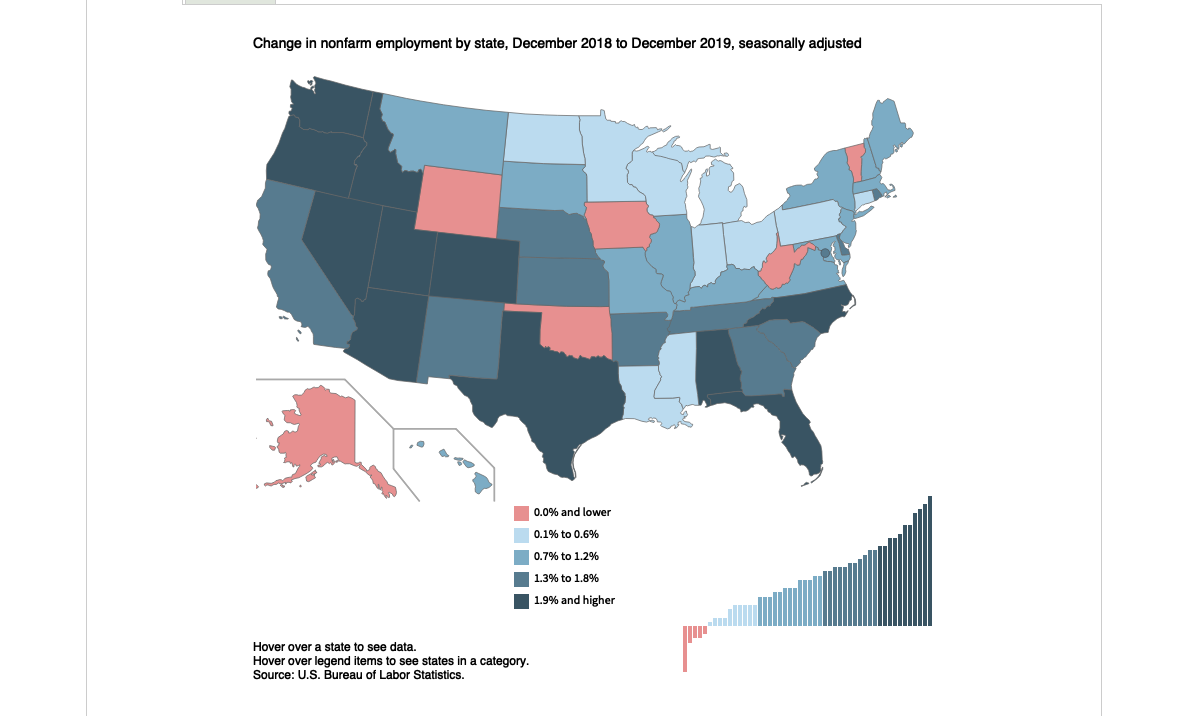 Change in nonfarm employment by state, December 2018 to December 2019, seasonally adjusted
0.0% and lower
0.1% to 0.6%
0.7% to 1.2%
1.3% to 1.8%
1.9% and higher
Hover over a state to see data.
Hover over legend items to see states in a category.
Source: U.S. Bureau of Labor Statistics.